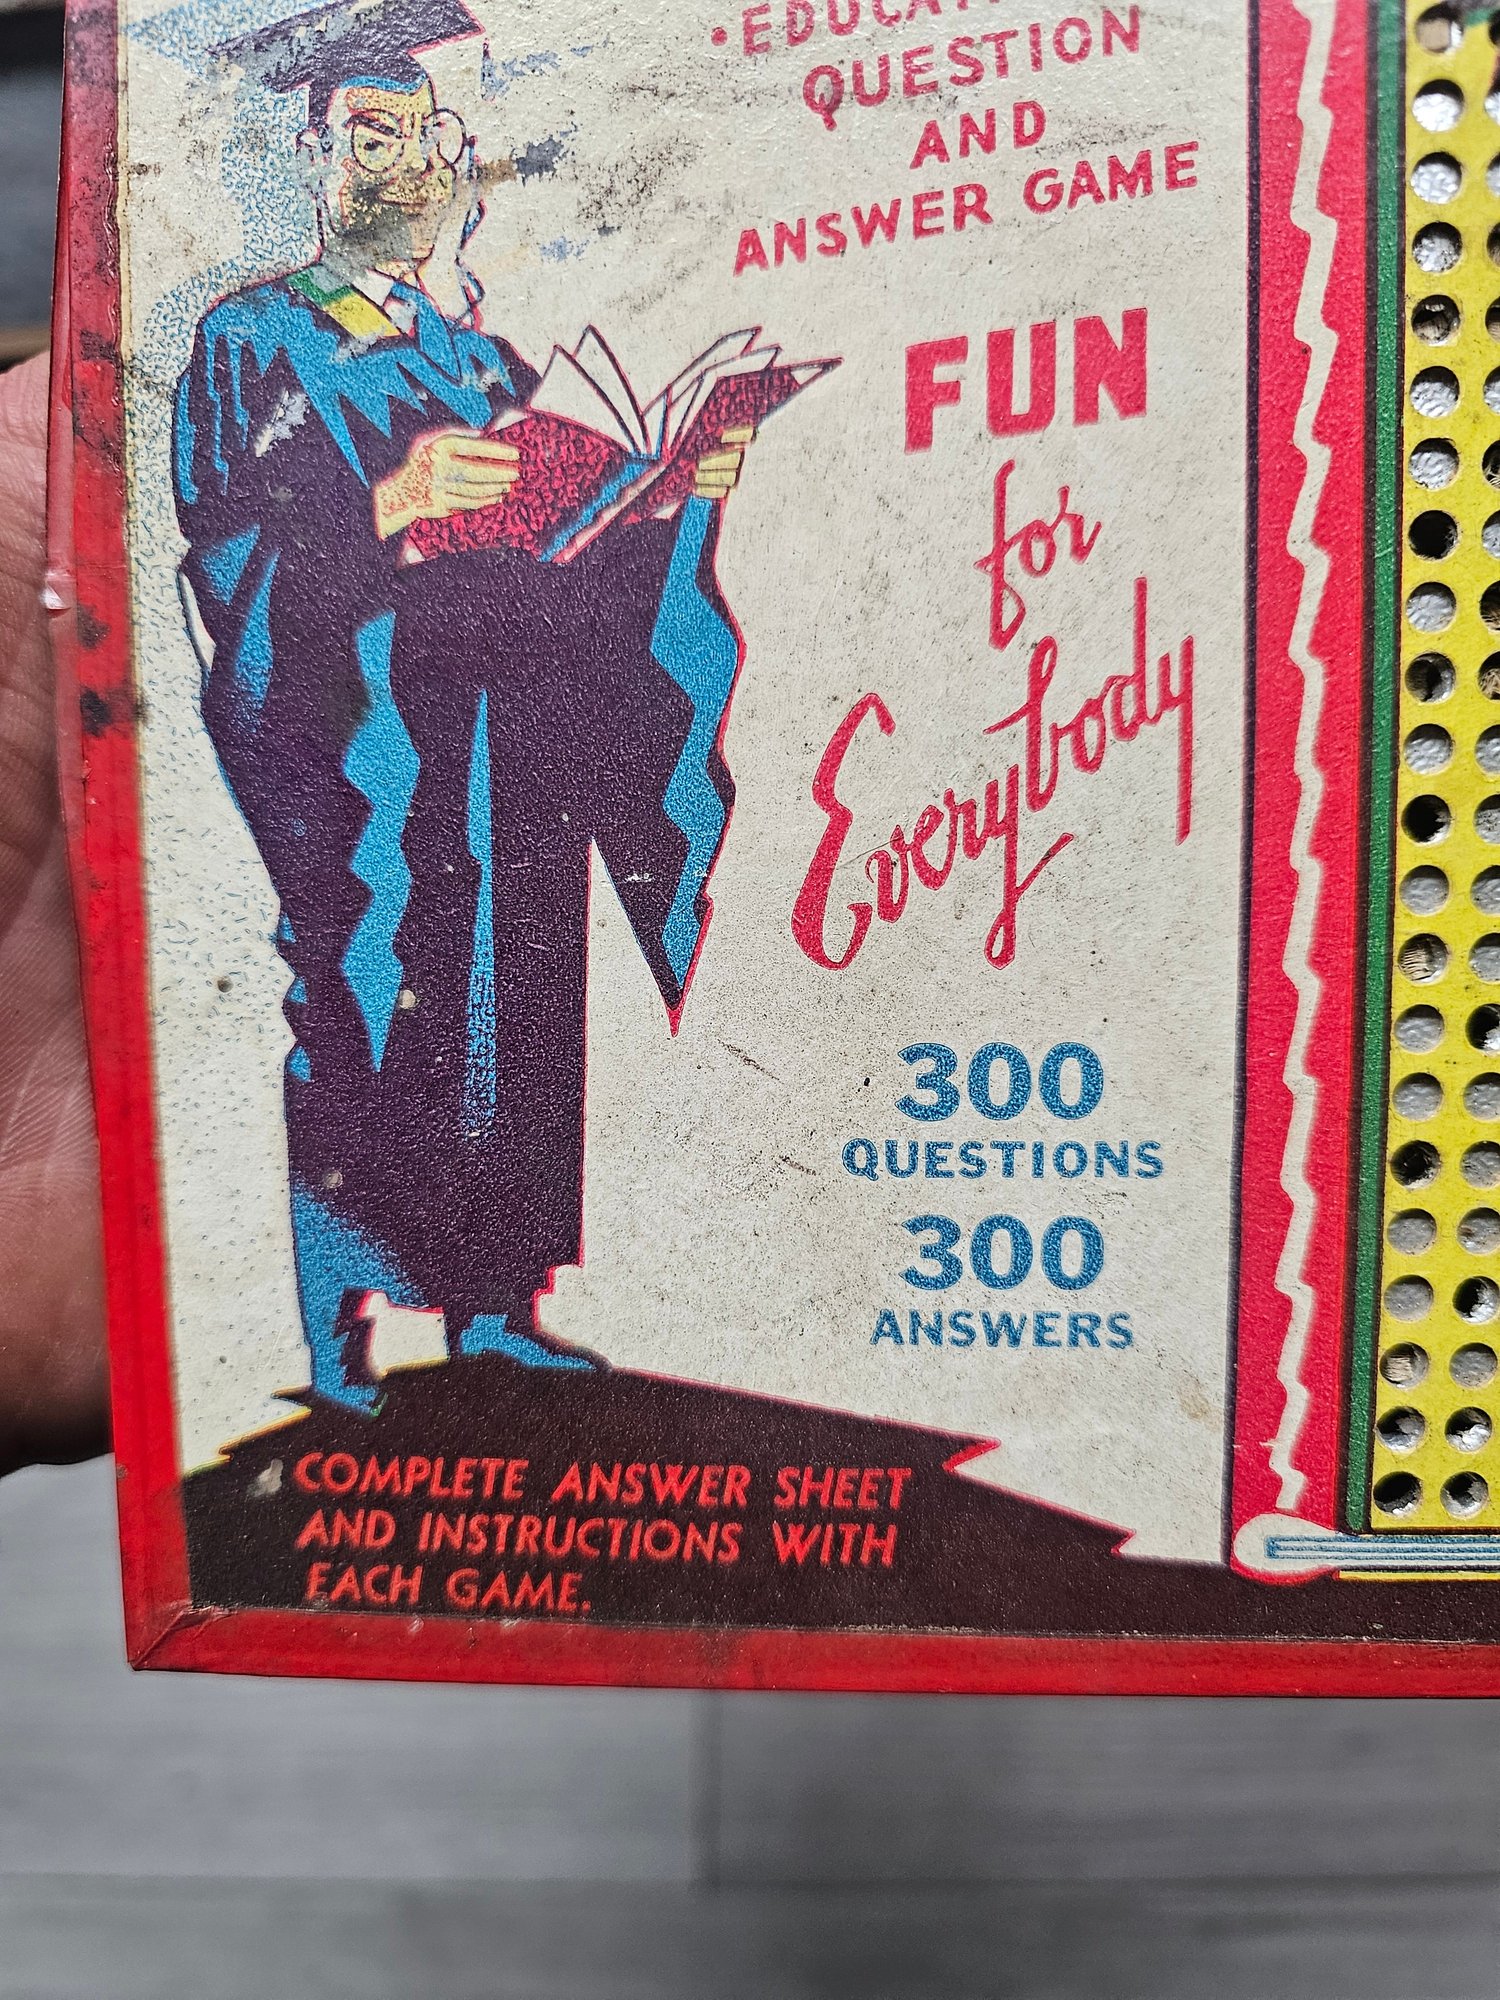 QUESTION
AND
ANSWER GAME
FUN
for
Everybody
300
QUESTIONS
300
ANSWERS
COMPLETE ANSWER SHEET
AND INSTRUCTIONS WITH
EACH GAME.